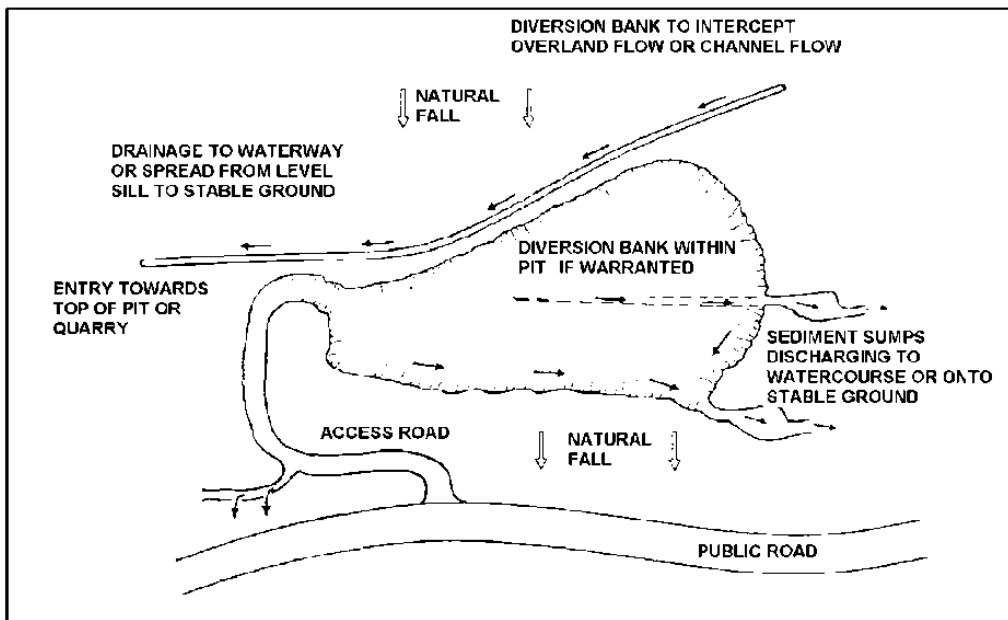 DIVERSION BANK TO INTERCEPT
OVERLAND FLOW OR CHANNEL FLOW
NATURAL
FALL
DRAINAGE TO WATERWAY
OR SPREAD FROM LEVEL
SILL TO STABLE GROUND
DIVERSION BANK WITHIN
PIT IF WARRANTED
ENTRY TOWARDS
TOP OF PIT OR
QUARRY
SEDIMENT SUMPS
DISCHARGING TO
WATERCOURSE OR ONTO
STABLE GROUND
ACCESS ROAD
NATURAL
FALL
PUBLIC ROAD